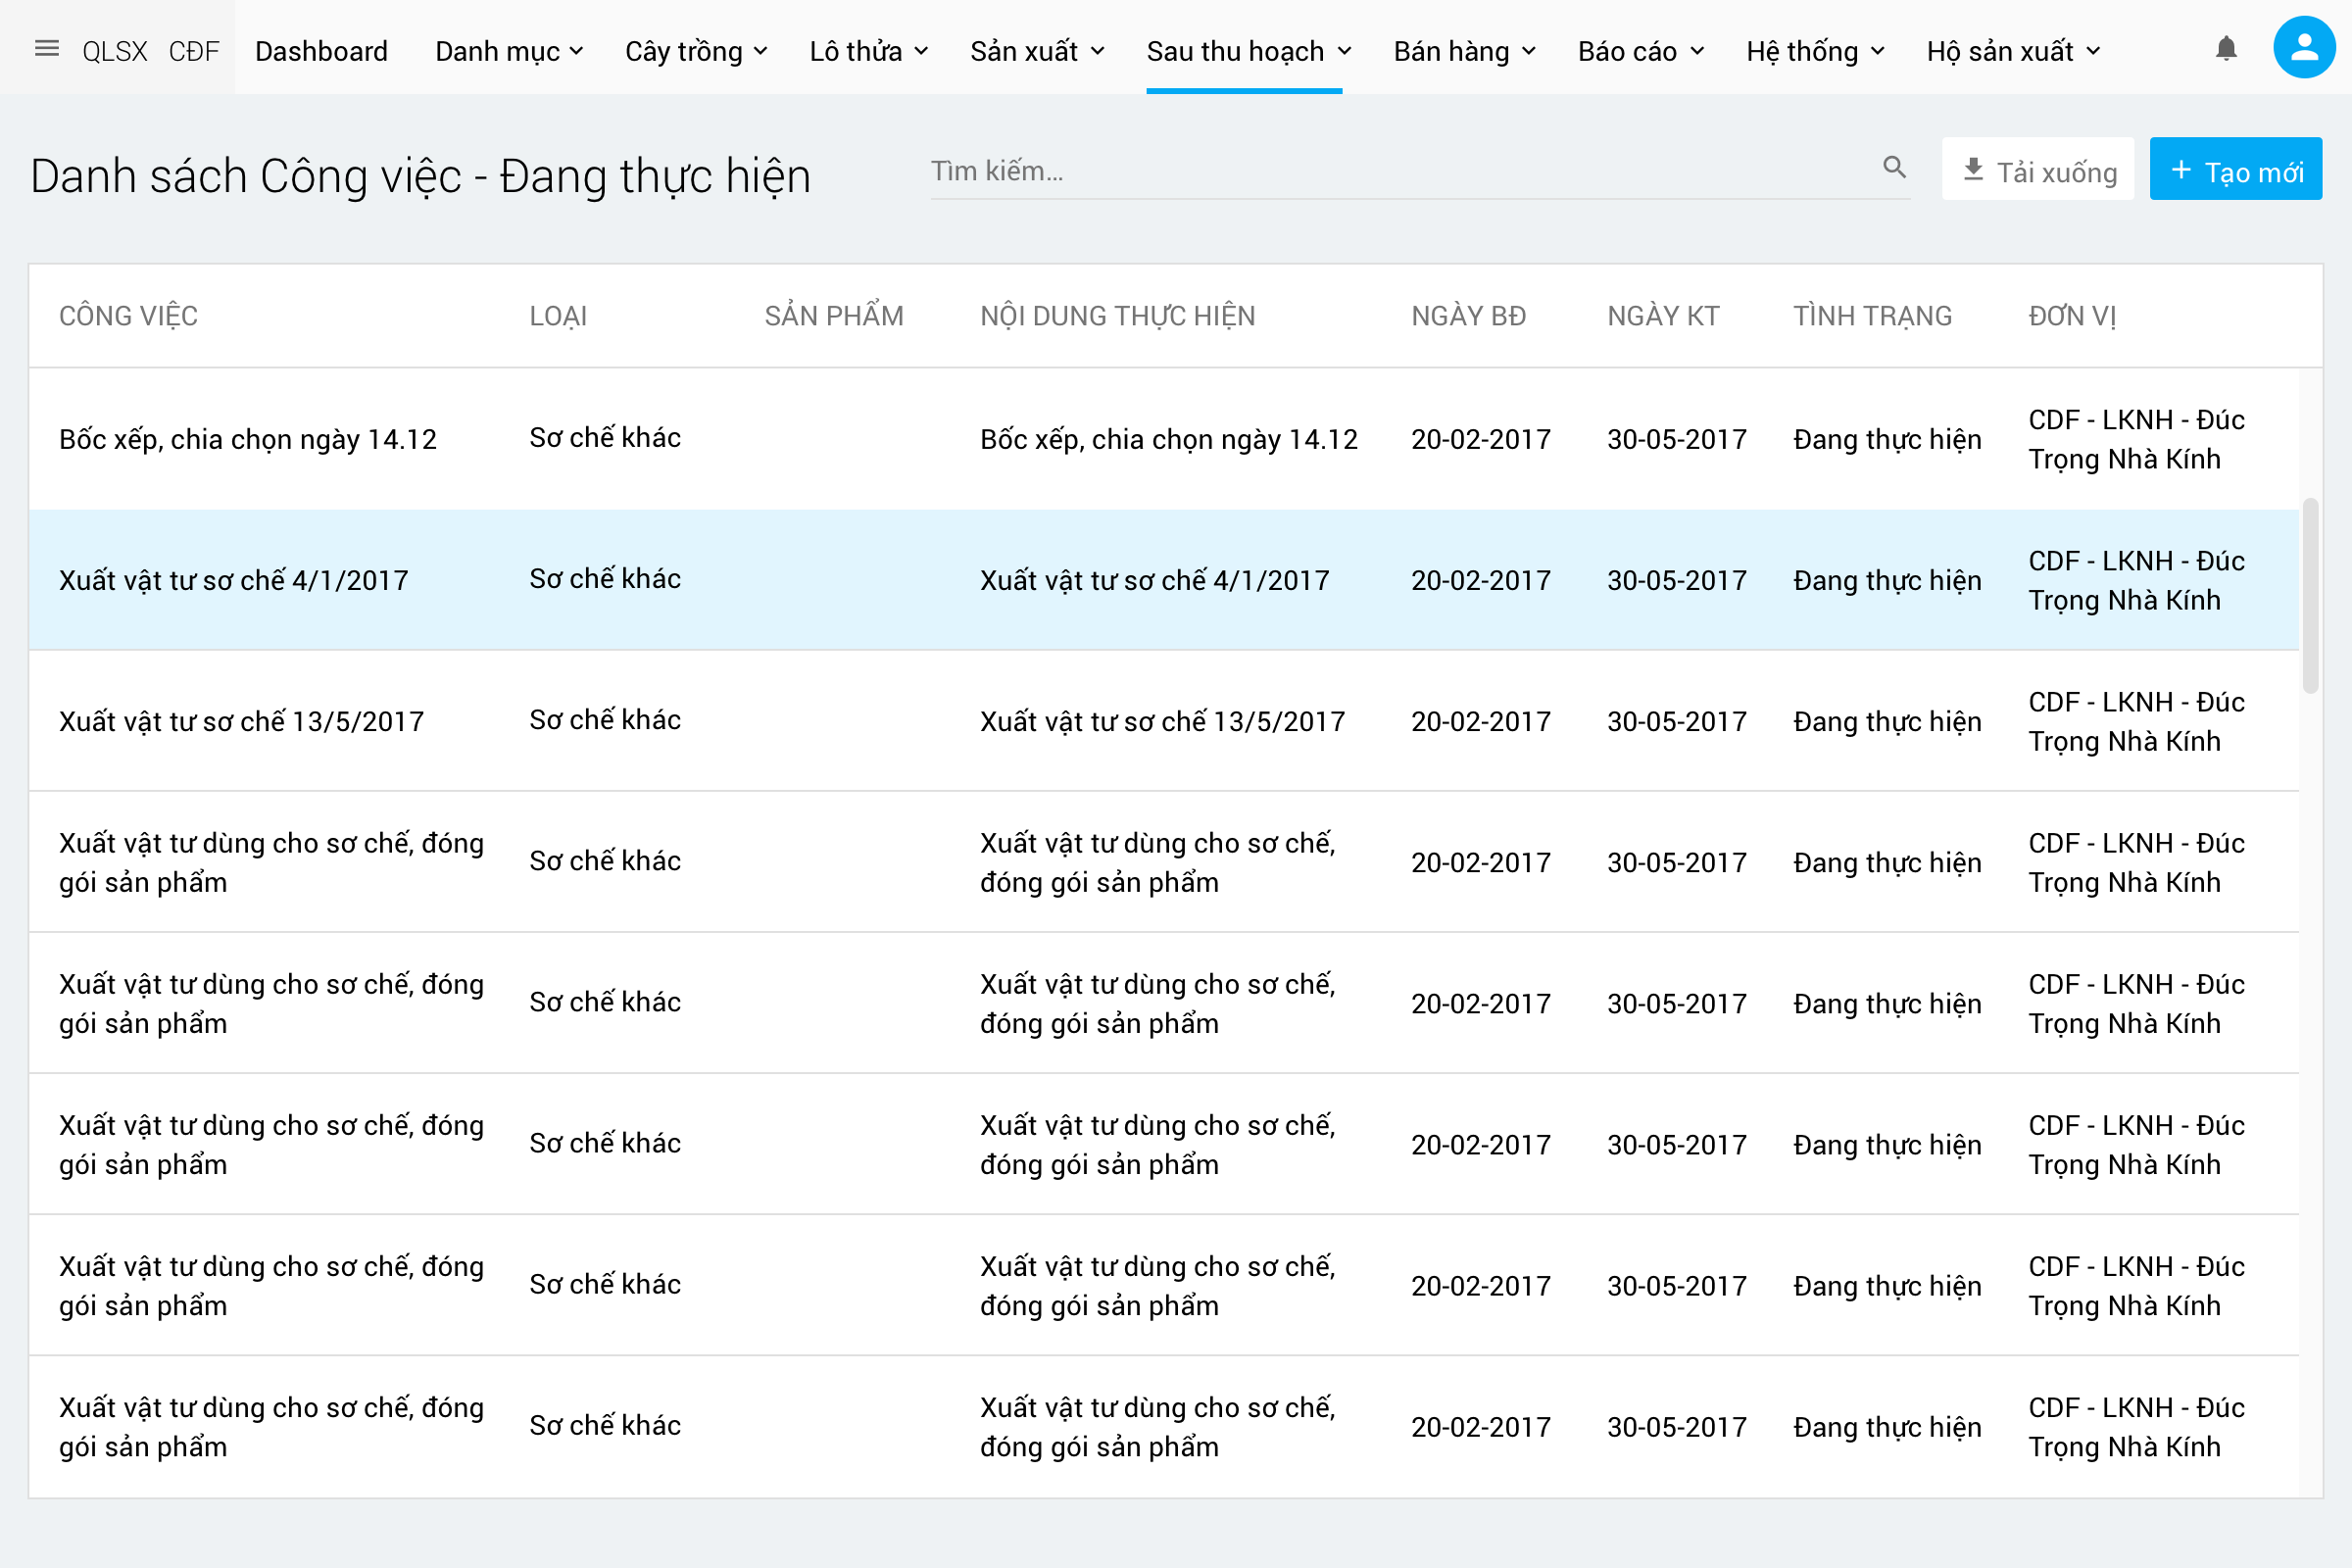 QLSX CĐF Dashboard Danh mục Cây trồng Lô thửa Sản xuất Sau thu hoạch Bán hàng Báo cáo Hệ thống Hộ sản xuất
Danh sách Công việc - Đang thực hiện Tìm kiếm... Tải xuống + Tạo mới
CÔNG VIỆC LOẠI SẢN PHẨM NỘI DUNG THỰC HIỆN NGÀY BĐ NGÀY KT TÌNH TRẠNG ĐƠN VỊ
Bốc xếp, chia chọn ngày 14.12 Sơ chế khác Bốc xếp, chia chọn ngày 14.12 20-02-2017 30-05-2017 Đang thực hiện CDF - LKNH - Đúc
Trọng Nhà Kính
Xuất vật tư sơ chế 4/1/2017 Sơ chế khác Xuất vật tư sơ chế 4/1/2017 20-02-2017 30-05-2017 Đang thực hiện CDF - LKNH - Đúc
Trọng Nhà Kính
Xuất vật tư sơ chế 13/5/2017 Sơ chế khác Xuất vật tư sơ chế 13/5/2017 20-02-2017 30-05-2017 Đang thực hiện CDF - LKNH - Đúc
Trọng Nhà Kính
Xuất vật tư dùng cho sơ chế, đóng Sơ chế khác Xuất vật tư dùng cho sơ chế, 20-02-2017 30-05-2017 Đang thực hiện CDF - LKNH - Đúc
gói sản phẩm đóng gói sản phẩm Trọng Nhà Kính
Xuất vật tư dùng cho sơ chế, đóng Sơ chế khác Xuất vật tư dùng cho sơ chế, 20-02-2017 30-05-2017 Đang thực hiện CDF - LKNH - Đúc
gói sản phẩm đóng gói sản phẩm Trọng Nhà Kính
Xuất vật tư dùng cho sơ chế, đóng Sơ chế khác Xuất vật tư dùng cho sơ chế, 20-02-2017 30-05-2017 Đang thực hiện CDF - LKNH - Đúc
gói sản phẩm đóng gói sản phẩm Trọng Nhà Kính
Xuất vật tư dùng cho sơ chế, đóng Sơ chế khác Xuất vật tư dùng cho sơ chế, 20-02-2017 30-05-2017 Đang thực hiện CDF - LKNH - Đúc
gói sản phẩm đóng gói sản phẩm Trọng Nhà Kính
Xuất vật tư dùng cho sơ chế, đóng Sơ chế khác Xuất vật tư dùng cho sơ chế, 20-02-2017 30-05-2017 Đang thực hiện CDF - LKNH - Đúc
gói sản phẩm đóng gói sản phẩm Trọng Nhà Kính